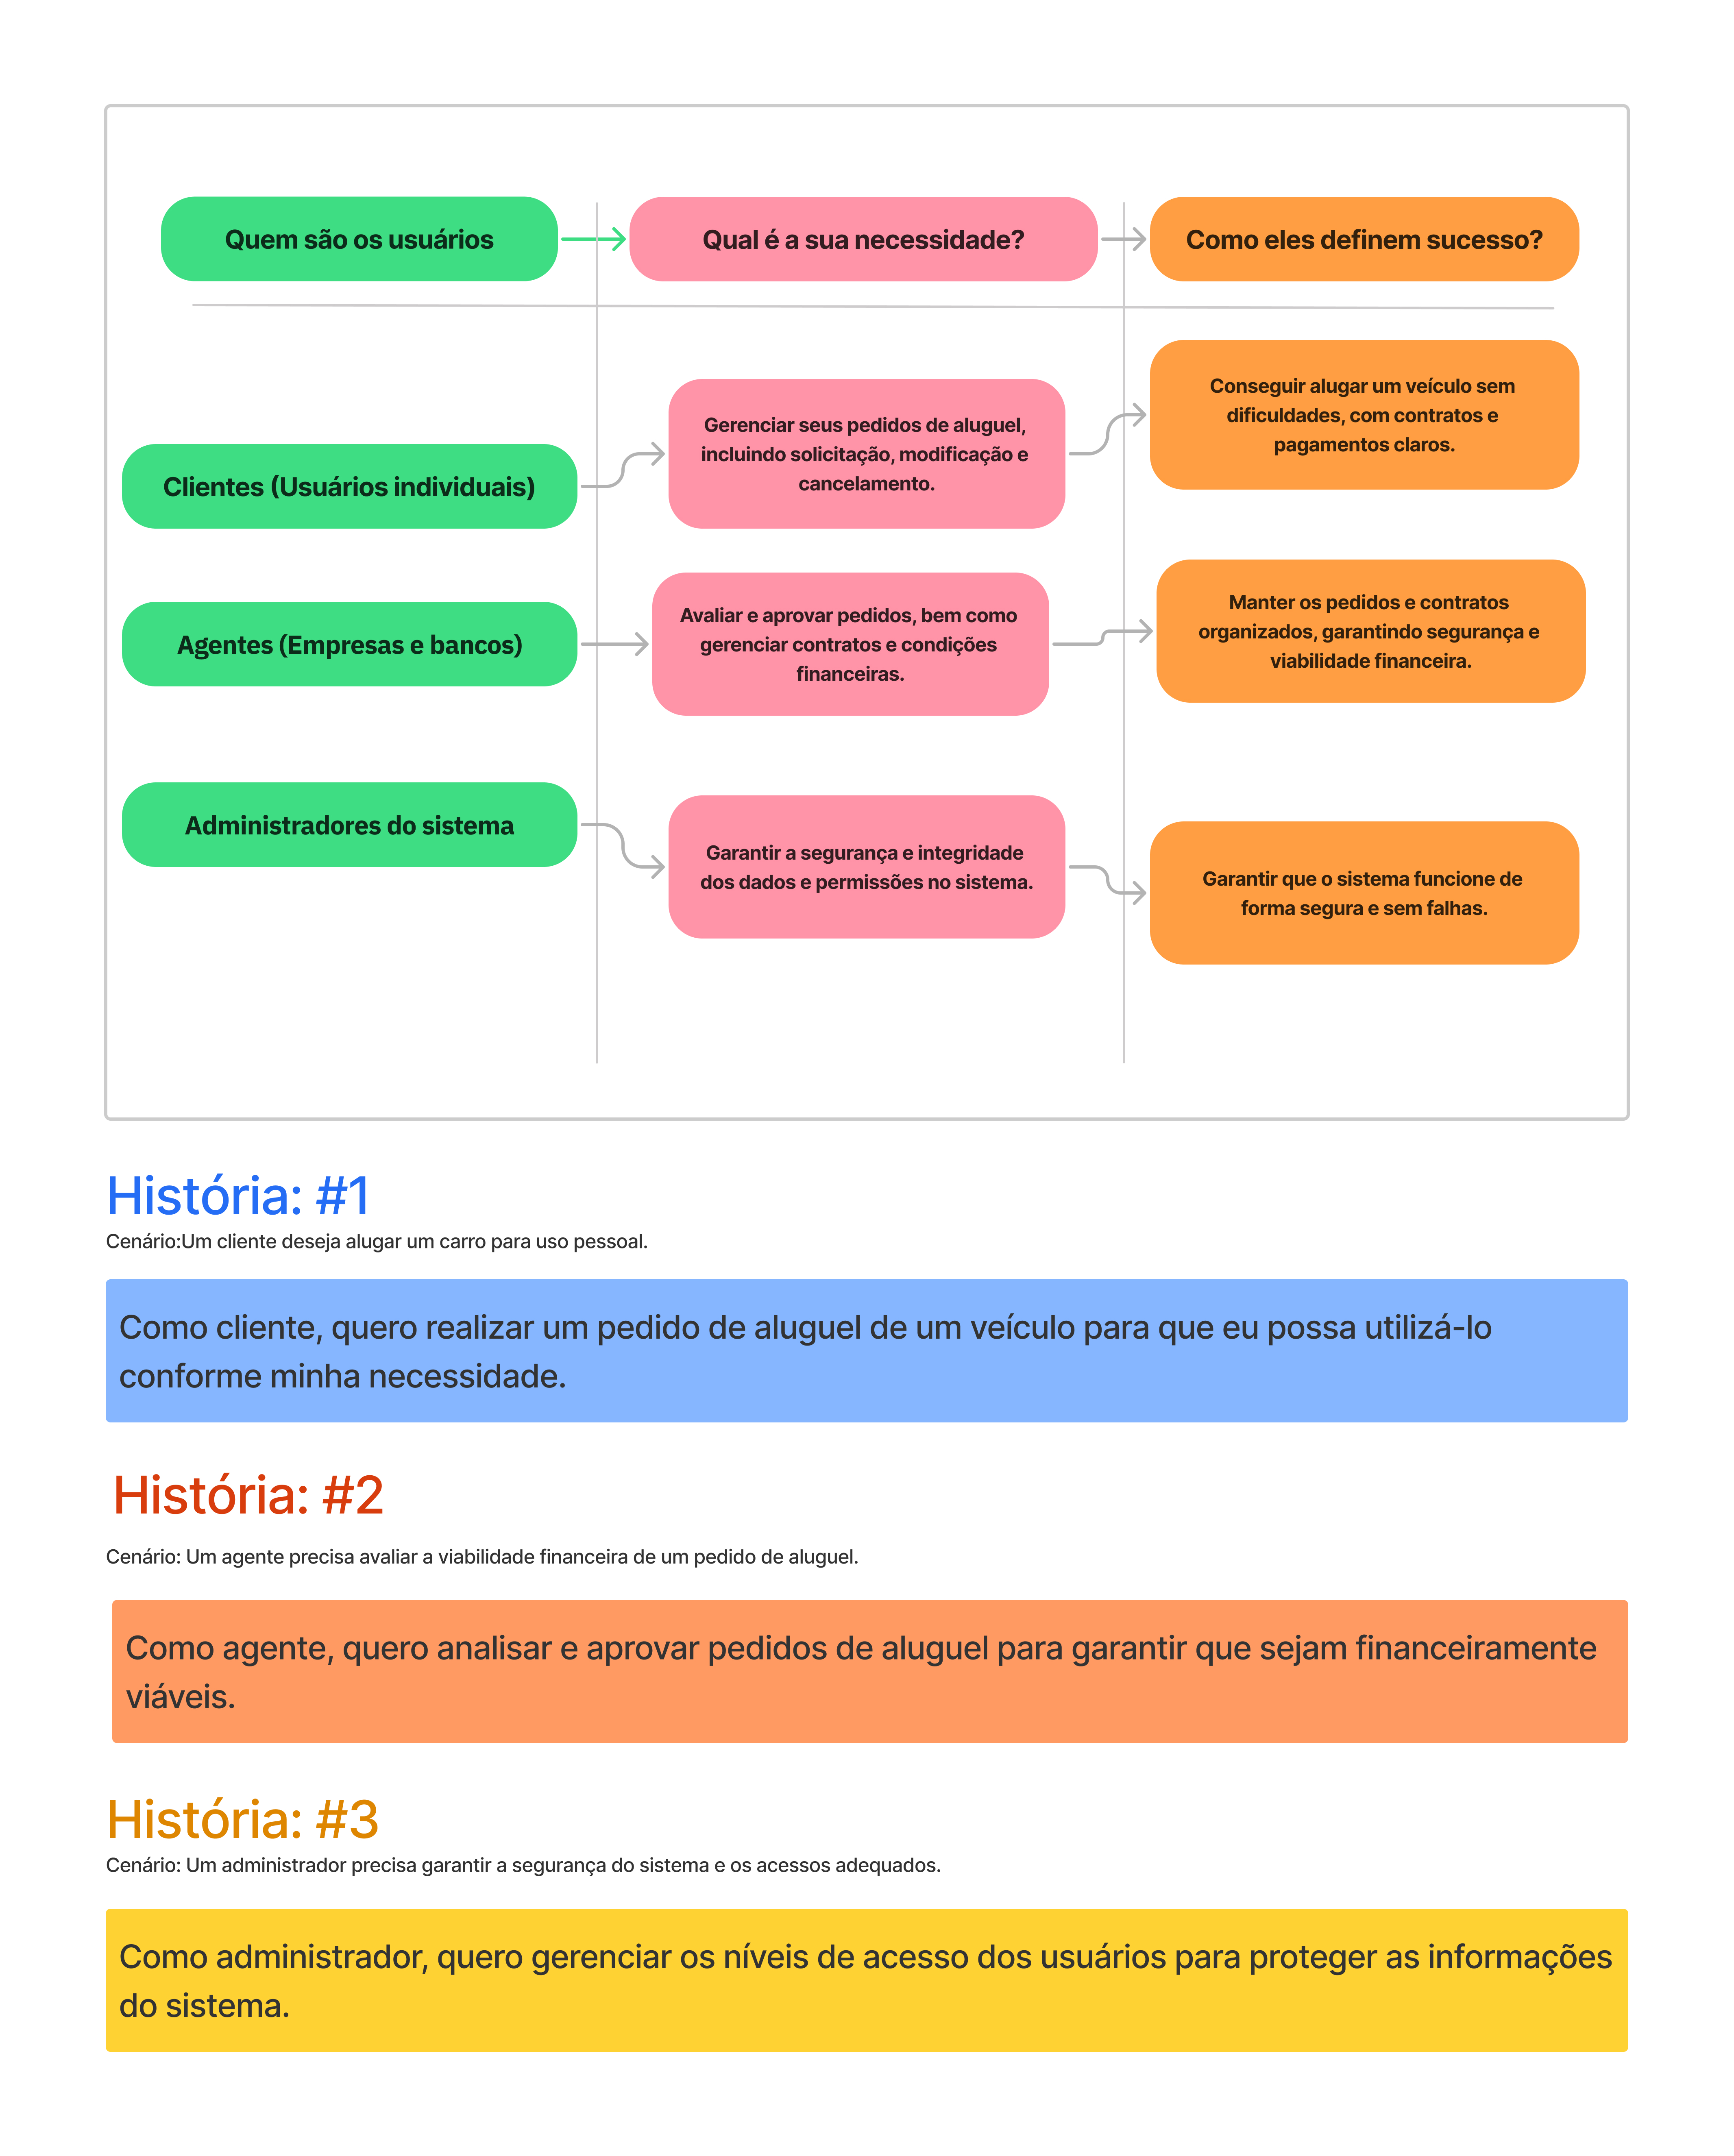 Quem são os usuários
Qual é a sua necessidade?
Como eles definem sucesso?
Clientes (Usuários individuais)
Gerenciar seus pedidos de aluguel,
incluindo solicitação, modificação e
cancelamento.
Conseguir alugar um veículo sem
dificuldades, com contratos e
pagamentos claros.
Agentes (Empresas e bancos)
Avaliar e aprovar pedidos, bem como
gerenciar contratos e condições
financeiras.
Manter os pedidos e contratos
organizados, garantindo segurança e
viabilidade financeira.
Administradores do sistema
Garantir a segurança e integridade
dos dados e permissões no sistema.
Garantir que o sistema funcione de
forma segura e sem falhas.
História: #1
Cenário:Um cliente deseja alugar um carro para uso pessoal.
Como cliente, quero realizar um pedido de aluguel de um veículo para que eu possa utilizá-lo
conforme minha necessidade.
História: #2
Cenário: Um agente precisa avaliar a viabilidade financeira de um pedido de aluguel.
Como agente, quero analisar e aprovar pedidos de aluguel para garantir que sejam financeiramente
viáveis.
História: #3
Cenário: Um administrador precisa garantir a segurança do sistema e os acessos adequados.
Como administrador, quero gerenciar os níveis de acesso dos usuários para proteger as informações
do sistema.